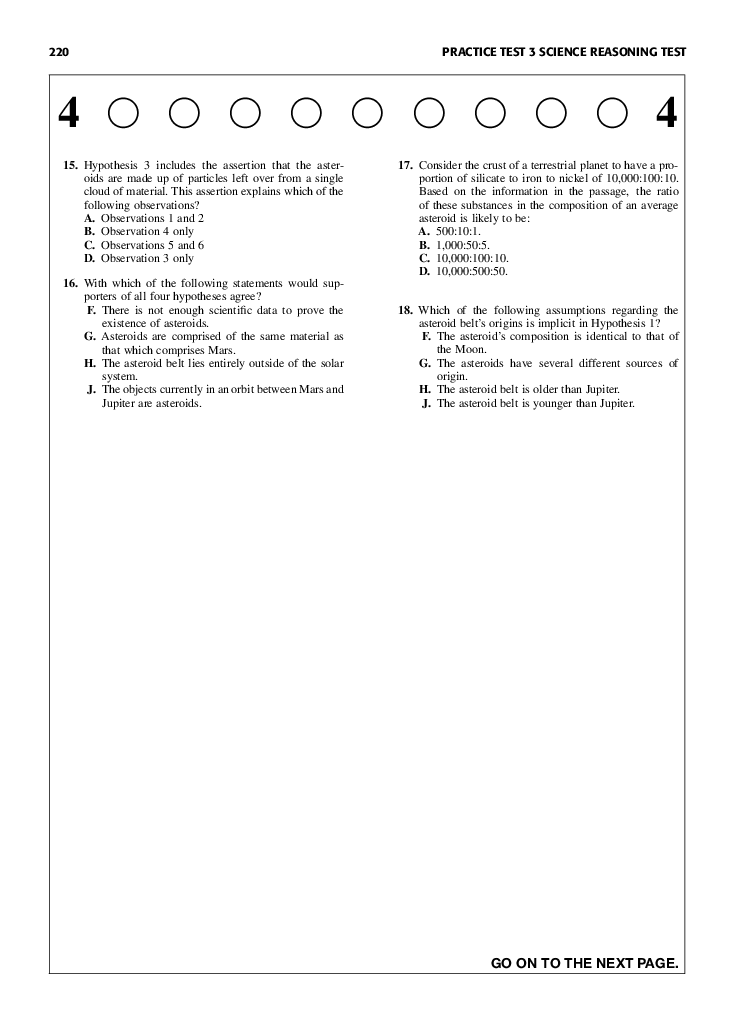 220
PRACTICE TEST 3 SCIENCE REASONING TEST
4
4
15. Hypothesis 3 includes the assertion that the aster-
oids are made up of particles left over from a single
cloud of material. This assertion explains which of the
following observations?
A. Observations 1 and 2
B. Observation 4 only
C. Observations 5 and 6
D. Observation 3 only
16. With which of the following statements would sup-
porters of all four hypotheses agree?
F. There is not enough scientific data to prove the
existence of asteroids.
G. Asteroids are comprised of the same material as
that which comprises Mars.
H. The asteroid belt lies entirely outside of the solar
system.
J. The objects currently in an orbit between Mars and
Jupiter are asteroids.
17. Consider the crust of a terrestrial planet to have a pro-
portion of silicate to iron to nickel of 10,000:100:10.
Based on the information in the passage, the ratio
of these substances in the composition of an average
asteroid is likely to be:
A. 500:10:1.
B. 1,000:50:5.
C. 10,000:100:10.
D. 10,000:500:50.
18. Which of the following assumptions regarding the
asteroid belt's origins is implicit in Hypothesis 1?
F. The asteroid's composition is identical to that of
the Moon.
G. The asteroids have several different sources of
origin.
H. The asteroid belt is older than Jupiter.
J. The asteroid belt is younger than Jupiter.
GO ON TO THE NEXT PAGE.